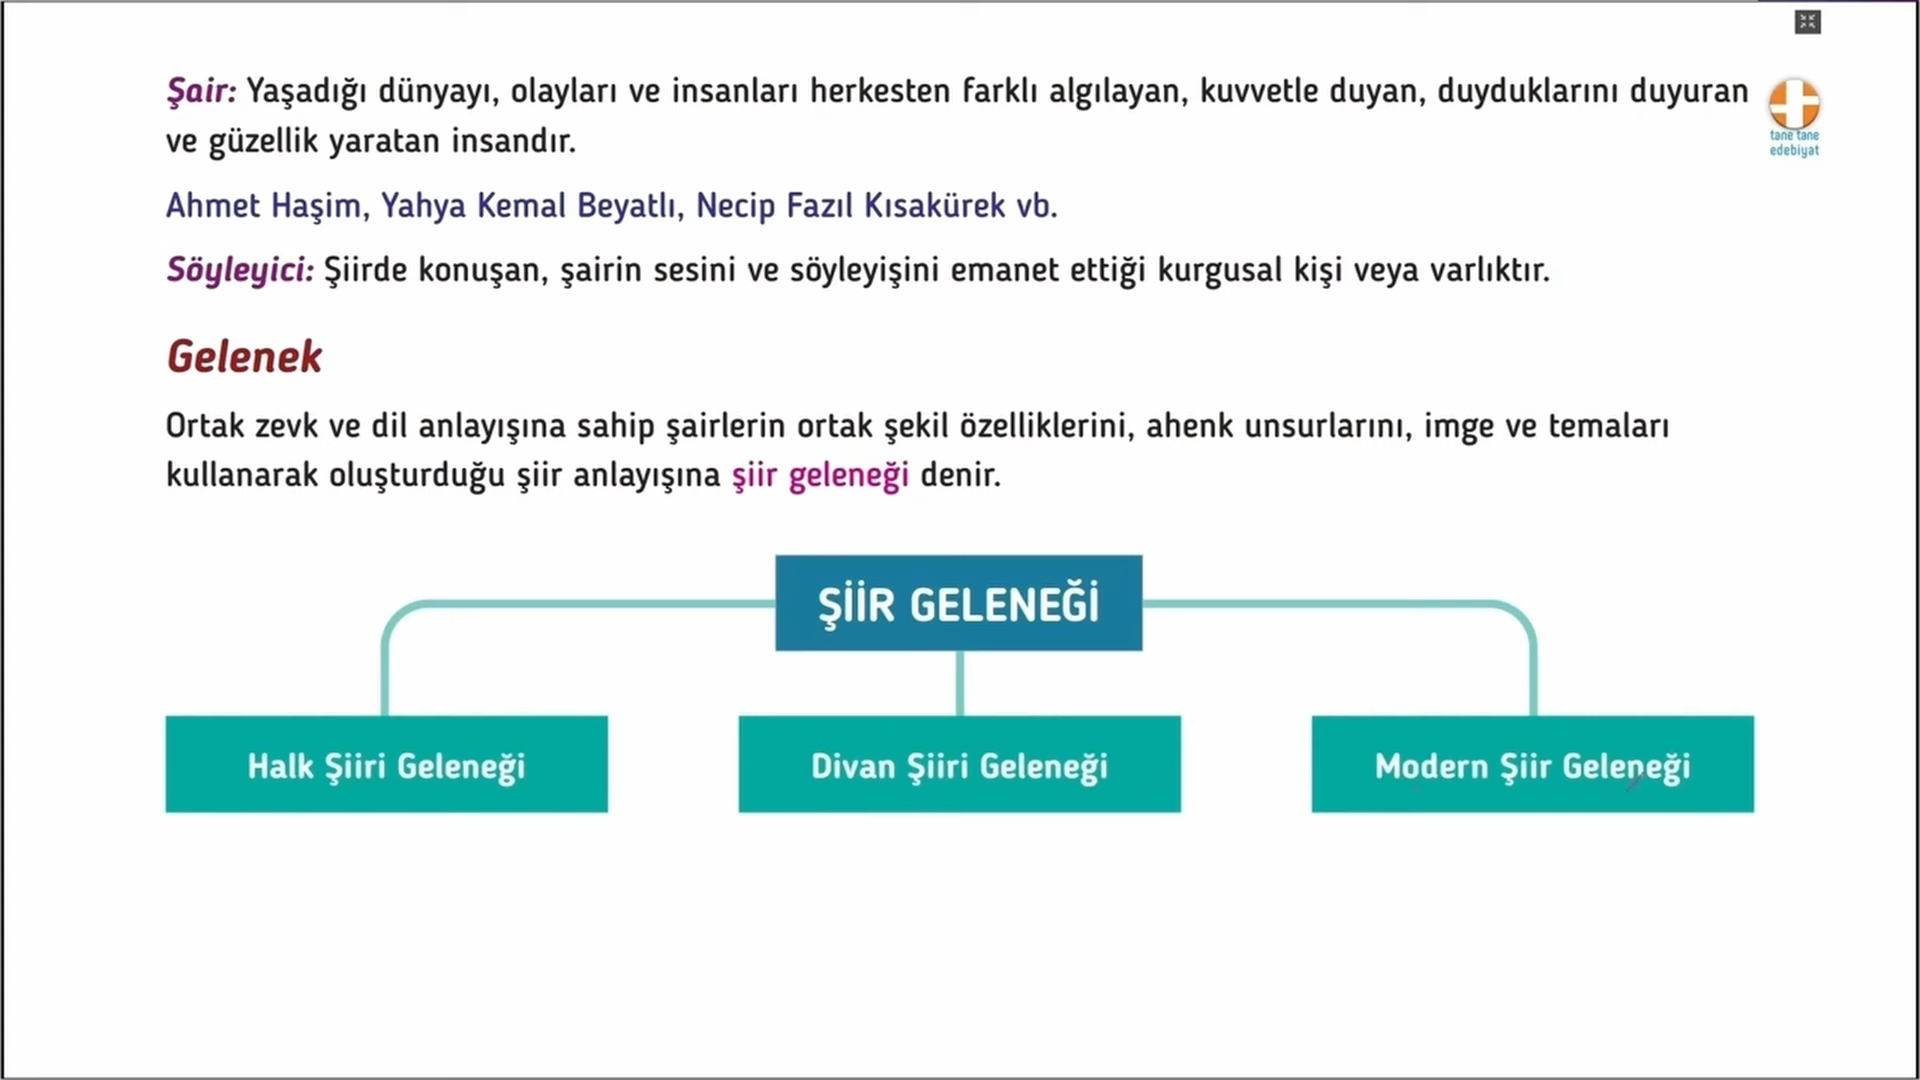 Şair: Yaşadığı dünyayı, olayları ve insanları herkesten farklı algılayan, kuvvetle duyan, duyduklarını duyuran
ve güzellik yaratan insandır.
tane tane
edebiyat
Ahmet Haşim, Yahya Kemal Beyatlı, Necip Fazıl Kısakürek vb.
Söyleyici: Şiirde konuşan, şairin sesini ve söyleyişini emanet ettiği kurgusal kişi veya varlıktır.
Gelenek
Ortak zevk ve dil anlayışına sahip şairlerin ortak şekil özelliklerini, ahenk unsurlarını, imge ve temaları
kullanarak oluşturduğu şiir anlayışına şiir geleneği denir.
ŞİİR GELENEĞİ
Halk Şiiri Geleneği
Divan Şiiri Geleneği
Modern Şiir Geleneği